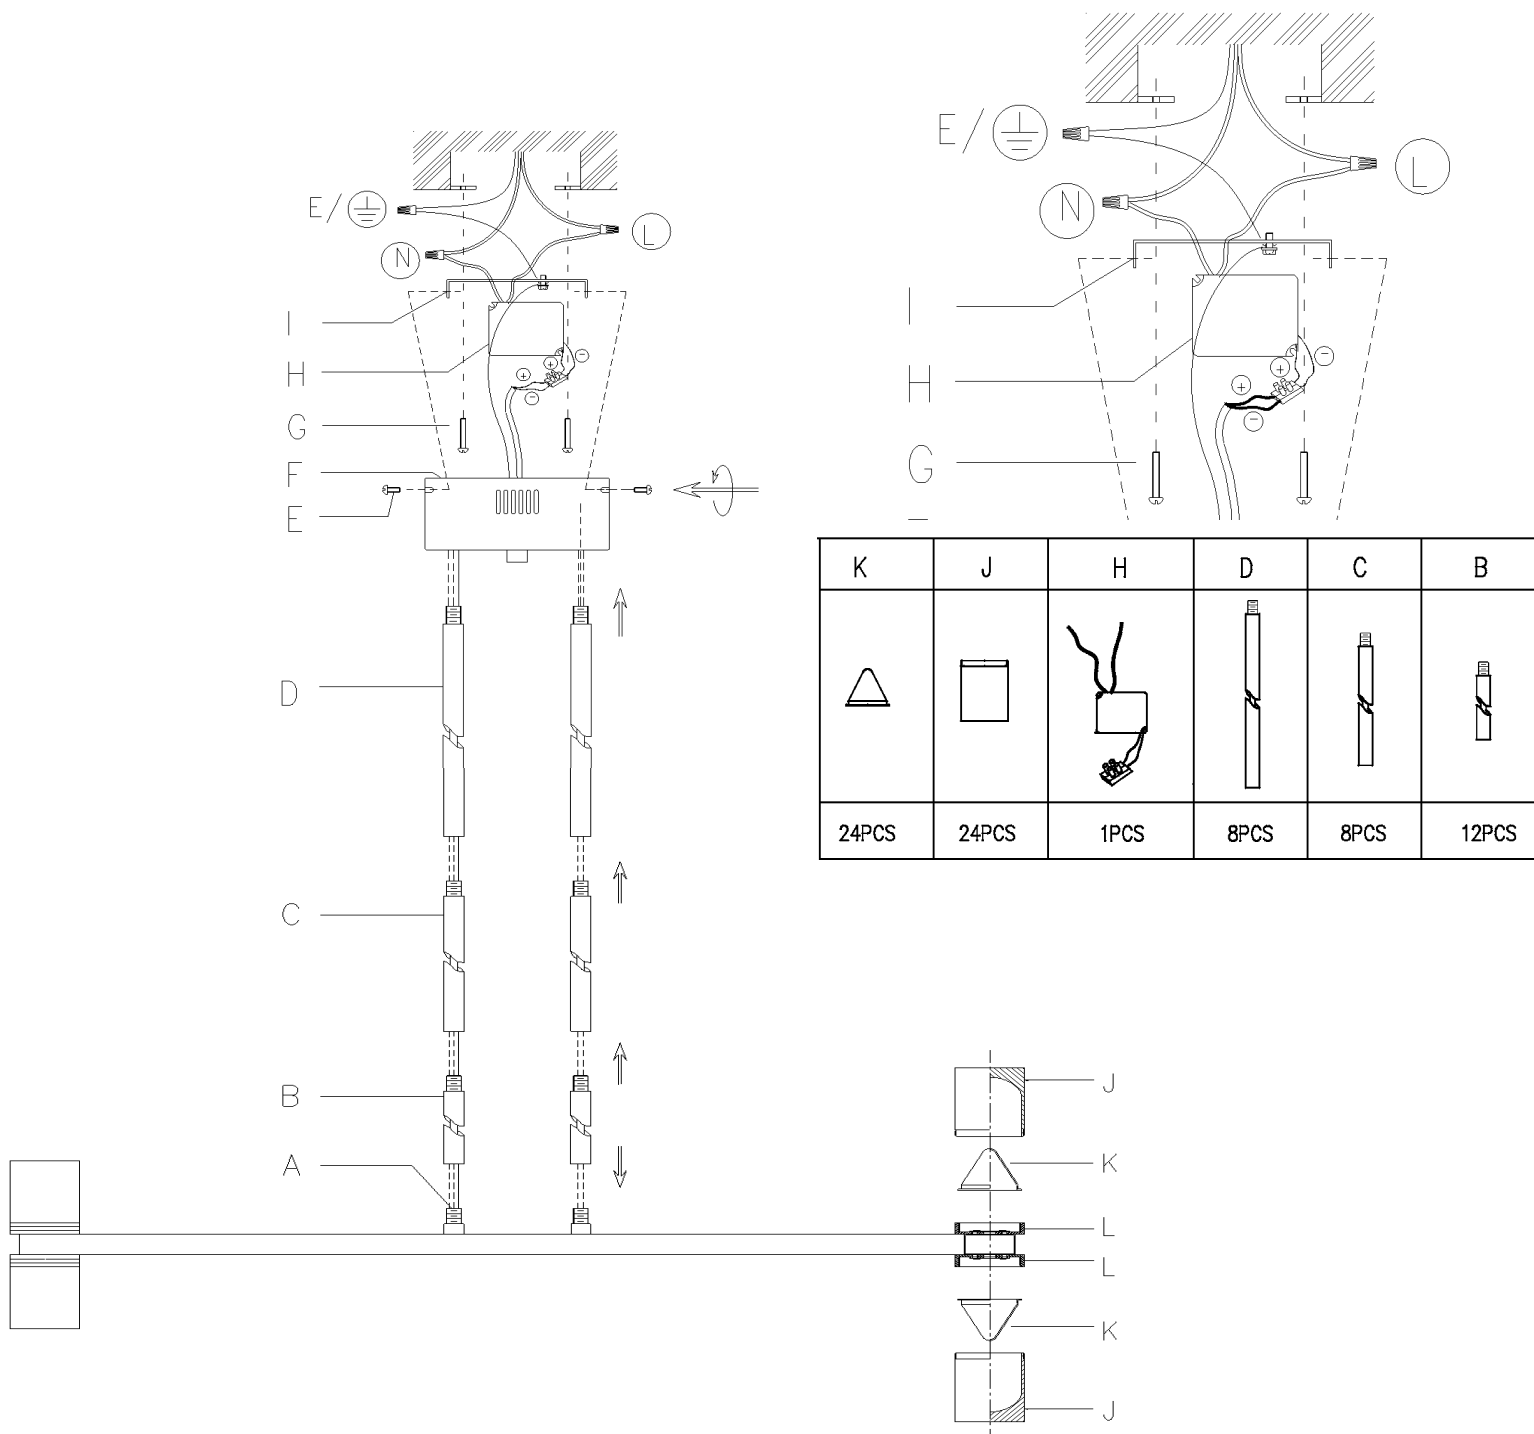 E/
N
L
I
H
G
F
E
D
C
B
A
+
−
+
−
E/
N
L
I
H
G
+
−
+
−
K J H D C B
24PCS 24PCS 1PCS 8PCS 8PCS 12PCS
J
K
L
L
K
J